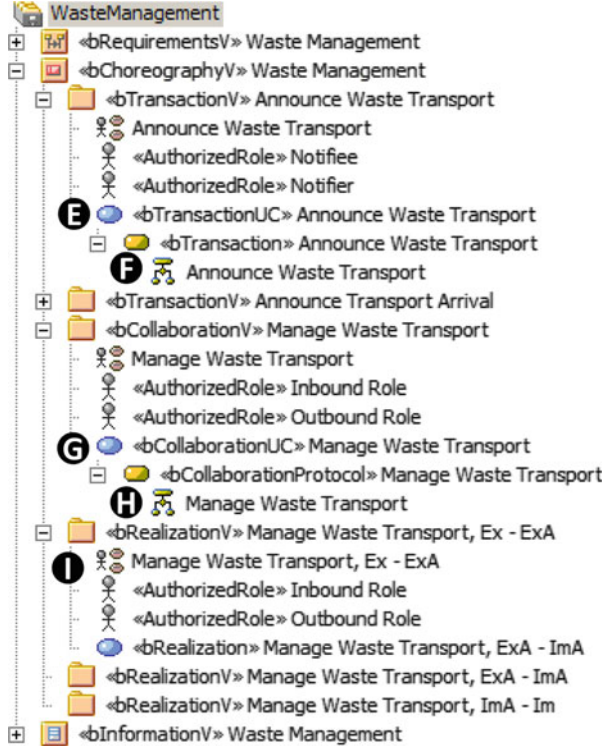 WasteManagement
«bRequirementsV» Waste Management
«bChoreographyV» Waste Management
«bTransactionV» Announce Waste Transport
Announce Waste Transport
«AuthorizedRole» Notifiee
«AuthorizedRole» Notifier
E «bTransactionUC» Announce Waste Transport
«bTransaction» Announce Waste Transport
F Announce Waste Transport
«bTransactionV» Announce Transport Arrival
«bCollaborationV» Manage Waste Transport
Manage Waste Transport
«AuthorizedRole» Inbound Role
«AuthorizedRole» Outbound Role
G «bCollaborationUC» Manage Waste Transport
«bCollaborationProtocol» Manage Waste Transport
H Manage Waste Transport
«bRealizationV» Manage Waste Transport, Ex - ExA
I Manage Waste Transport, Ex - ExA
«AuthorizedRole» Inbound Role
«AuthorizedRole» Outbound Role
«bRealization» Manage Waste Transport, ExA - ImA
«bRealizationV» Manage Waste Transport, ExA - ImA
«bRealizationV» Manage Waste Transport, ImA - Im
«bInformationV» Waste Management